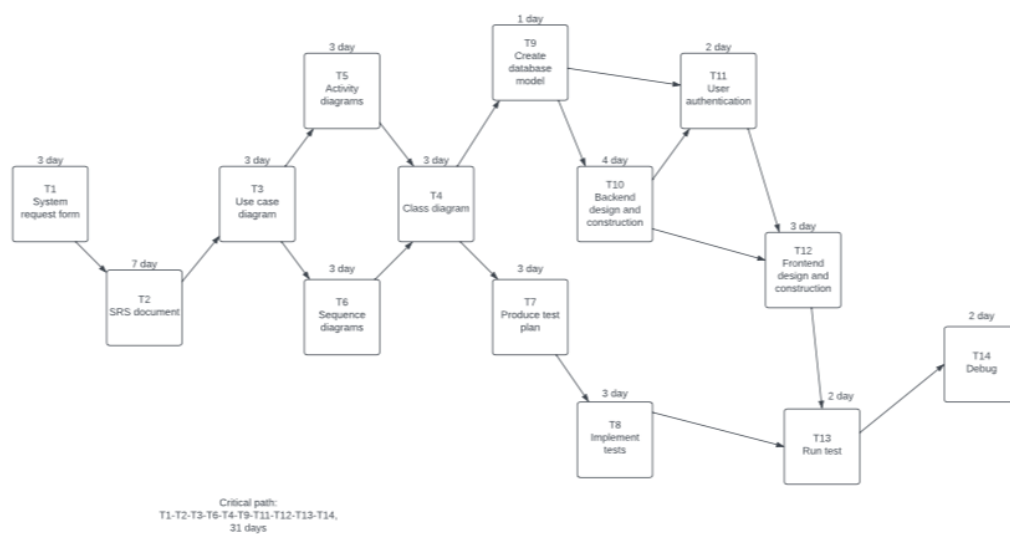 3 day
T1
System
request form
7 day
T2
SRS document
3 day
T3
Use case
diagram
3 day
T5
Activity
diagrams
3 day
T6
Sequence
diagrams
3 day
T4
Class diagram
1 day
T9
Create
database
model
3 day
T7
Produce test
plan
4 day
T10
Backend
design and
construction
3 day
T8
Implement
tests
2 day
T11
User
authentication
3 day
T12
Frontend
design and
construction
2 day
T13
Run test
2 day
T14
Debug
Critical path:
T1-T2-T3-T6-T4-T9-T11-T12-T13-T14,
31 days